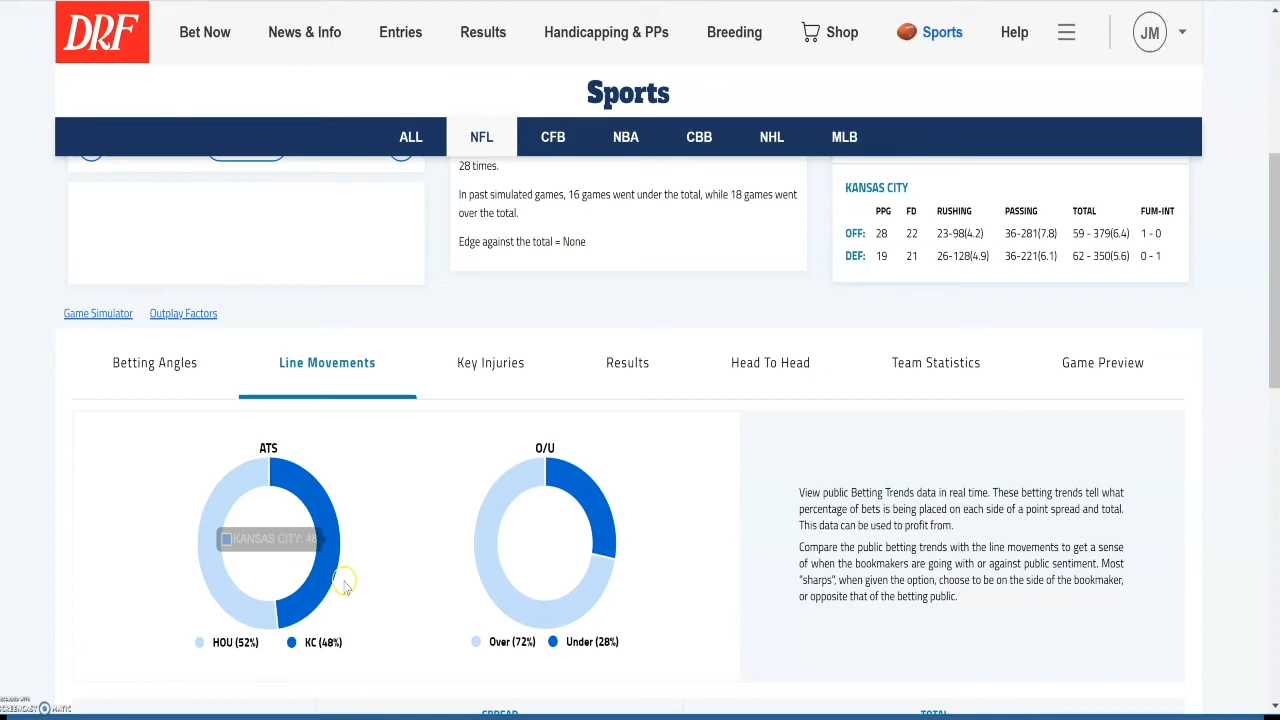 DRF
Bet Now
News & Info
Entries
Results
Handicapping & PPs
Breeding
Shop
Sports
Help
JM
Sports
ALL
NFL
CFB
NBA
CBB
NHL
MLB
28 times.
In past simulated games, 16 games went under the total, while 18 games went
over the total.
Edge against the total = None
KANSAS CITY
PPG FD RUSHING PASSING TOTAL FUM-INT
OFF: 28 22 23-98(4.2) 36-281(7.8) 59 - 379(6.4) 1 - 0
DEF: 19 21 26-128(4.9) 36-221(6.1) 62 - 350(5.6) 0 - 1
Game Simulator Outplay Factors
Betting Angles
Line Movements
Key Injuries
Results
Head To Head
Team Statistics
Game Preview
ATS
KANSAS CITY: 48
HOU (52%) KC (48%)
O/U
Over (72%) Under (28%)
View public Betting Trends data in real time. These betting trends tell what
percentage of bets is being placed on each side of a point spread and total.
This data can be used to profit from.
Compare the public betting trends with the line movements to get a sense
of when the bookmakers are going with or against public sentiment. Most
"sharps", when given the option, choose to be on the side of the bookmaker,
or opposite that of the betting public.
SPREAD
TOTAL
RECORDED WITH
SCREENCAST MATIC